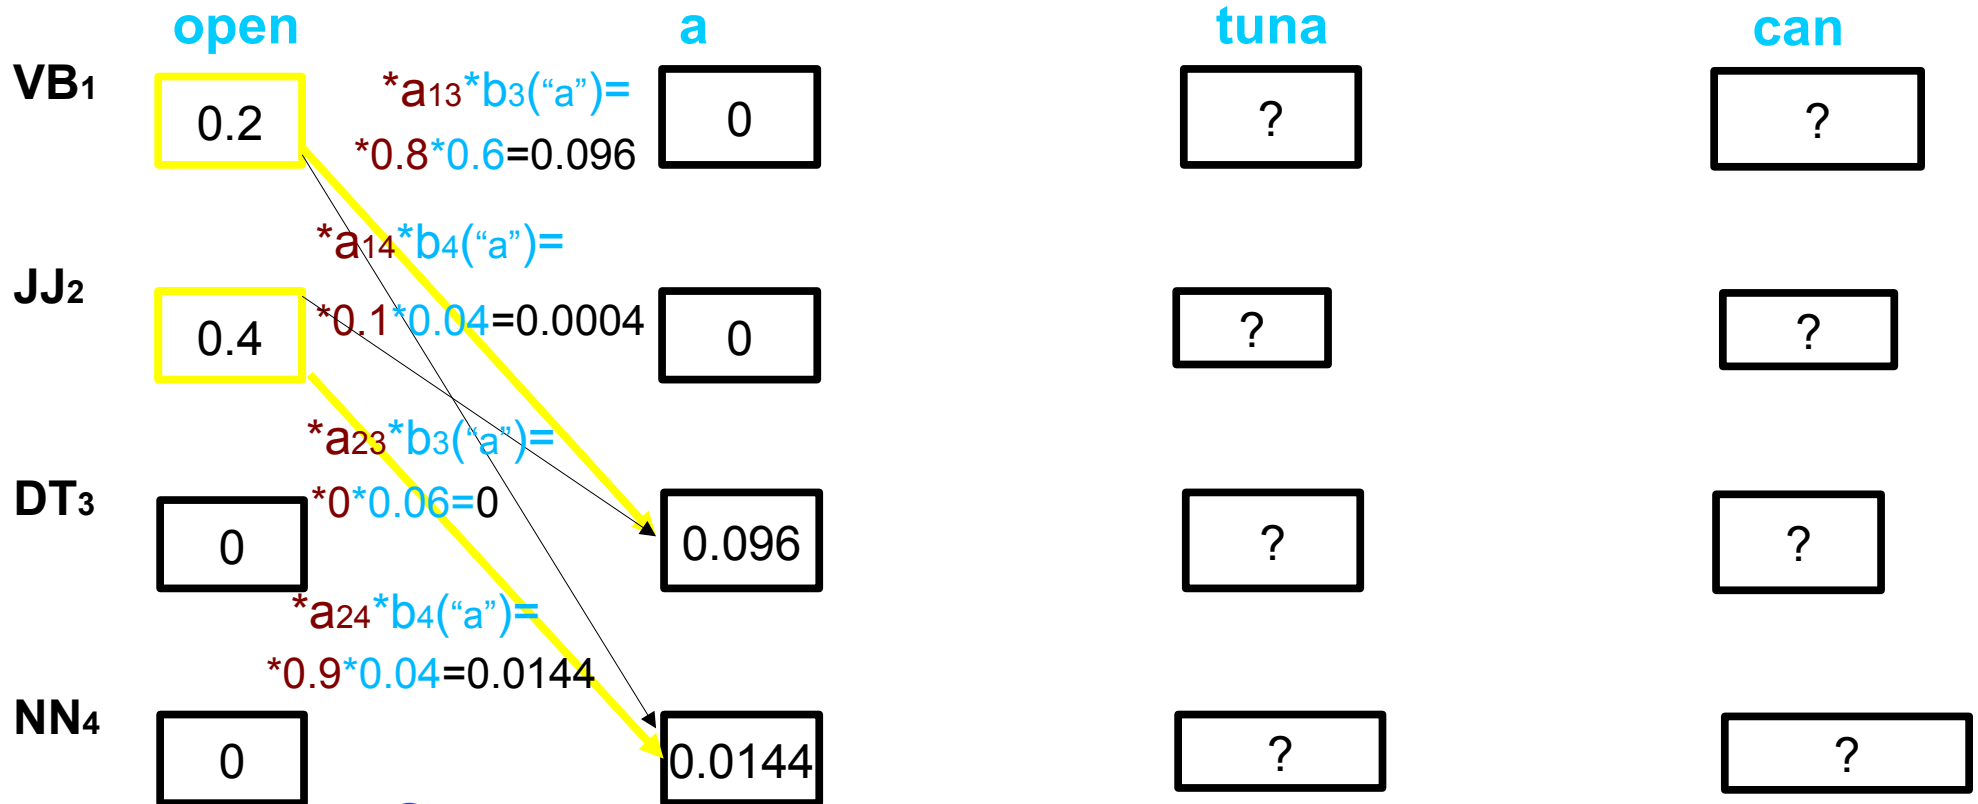 open a tuna can
VB1 0.2 *a13*b3(“a”)= 0 ? ?
*0.8*0.6=0.096
*a14*b4(“a”)=
JJ2 0.4 *0.1*0.04=0.0004 0 ? ?
*a23*b3(“a”)=
DT3 0 *0*0.06=0 0.096 ? ?
*a24*b4(“a”)=
*0.9*0.04=0.0144
NN4 0 0.0144 ? ?